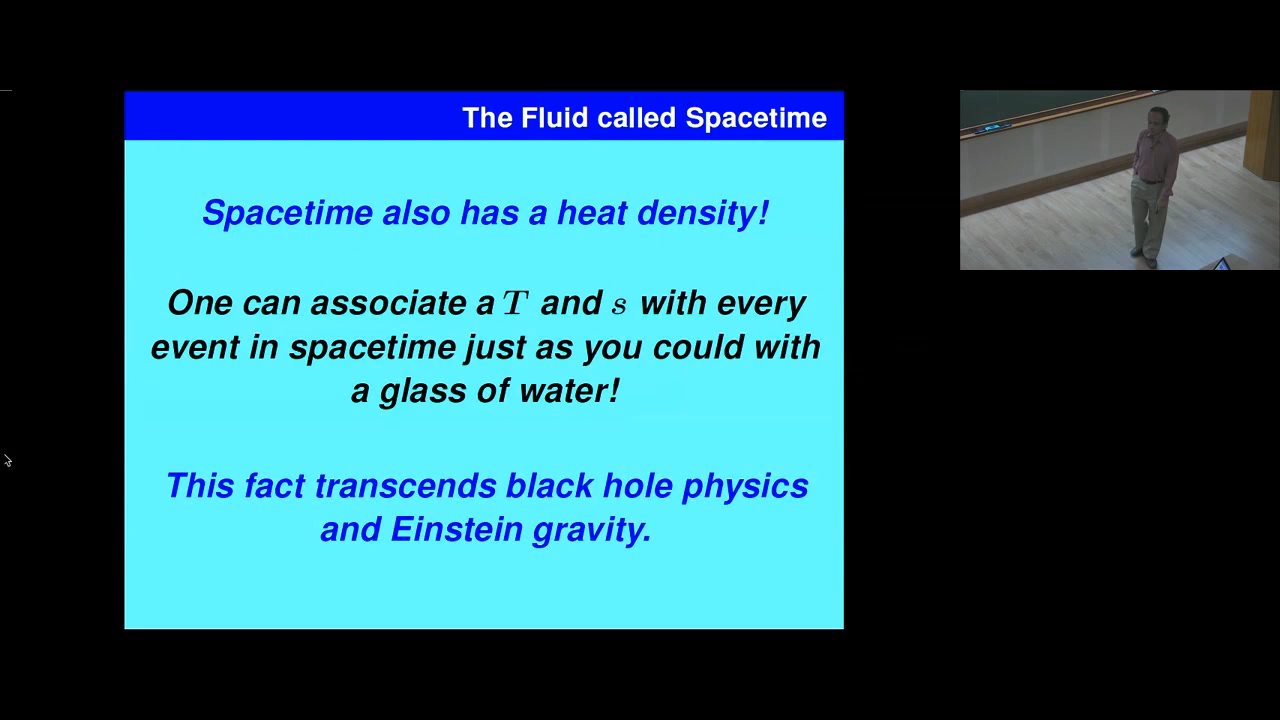 The Fluid called Spacetime
Spacetime also has a heat density!
One can associate a T and s with every
event in spacetime just as you could with
a glass of water!
This fact transcends black hole physics
and Einstein gravity.